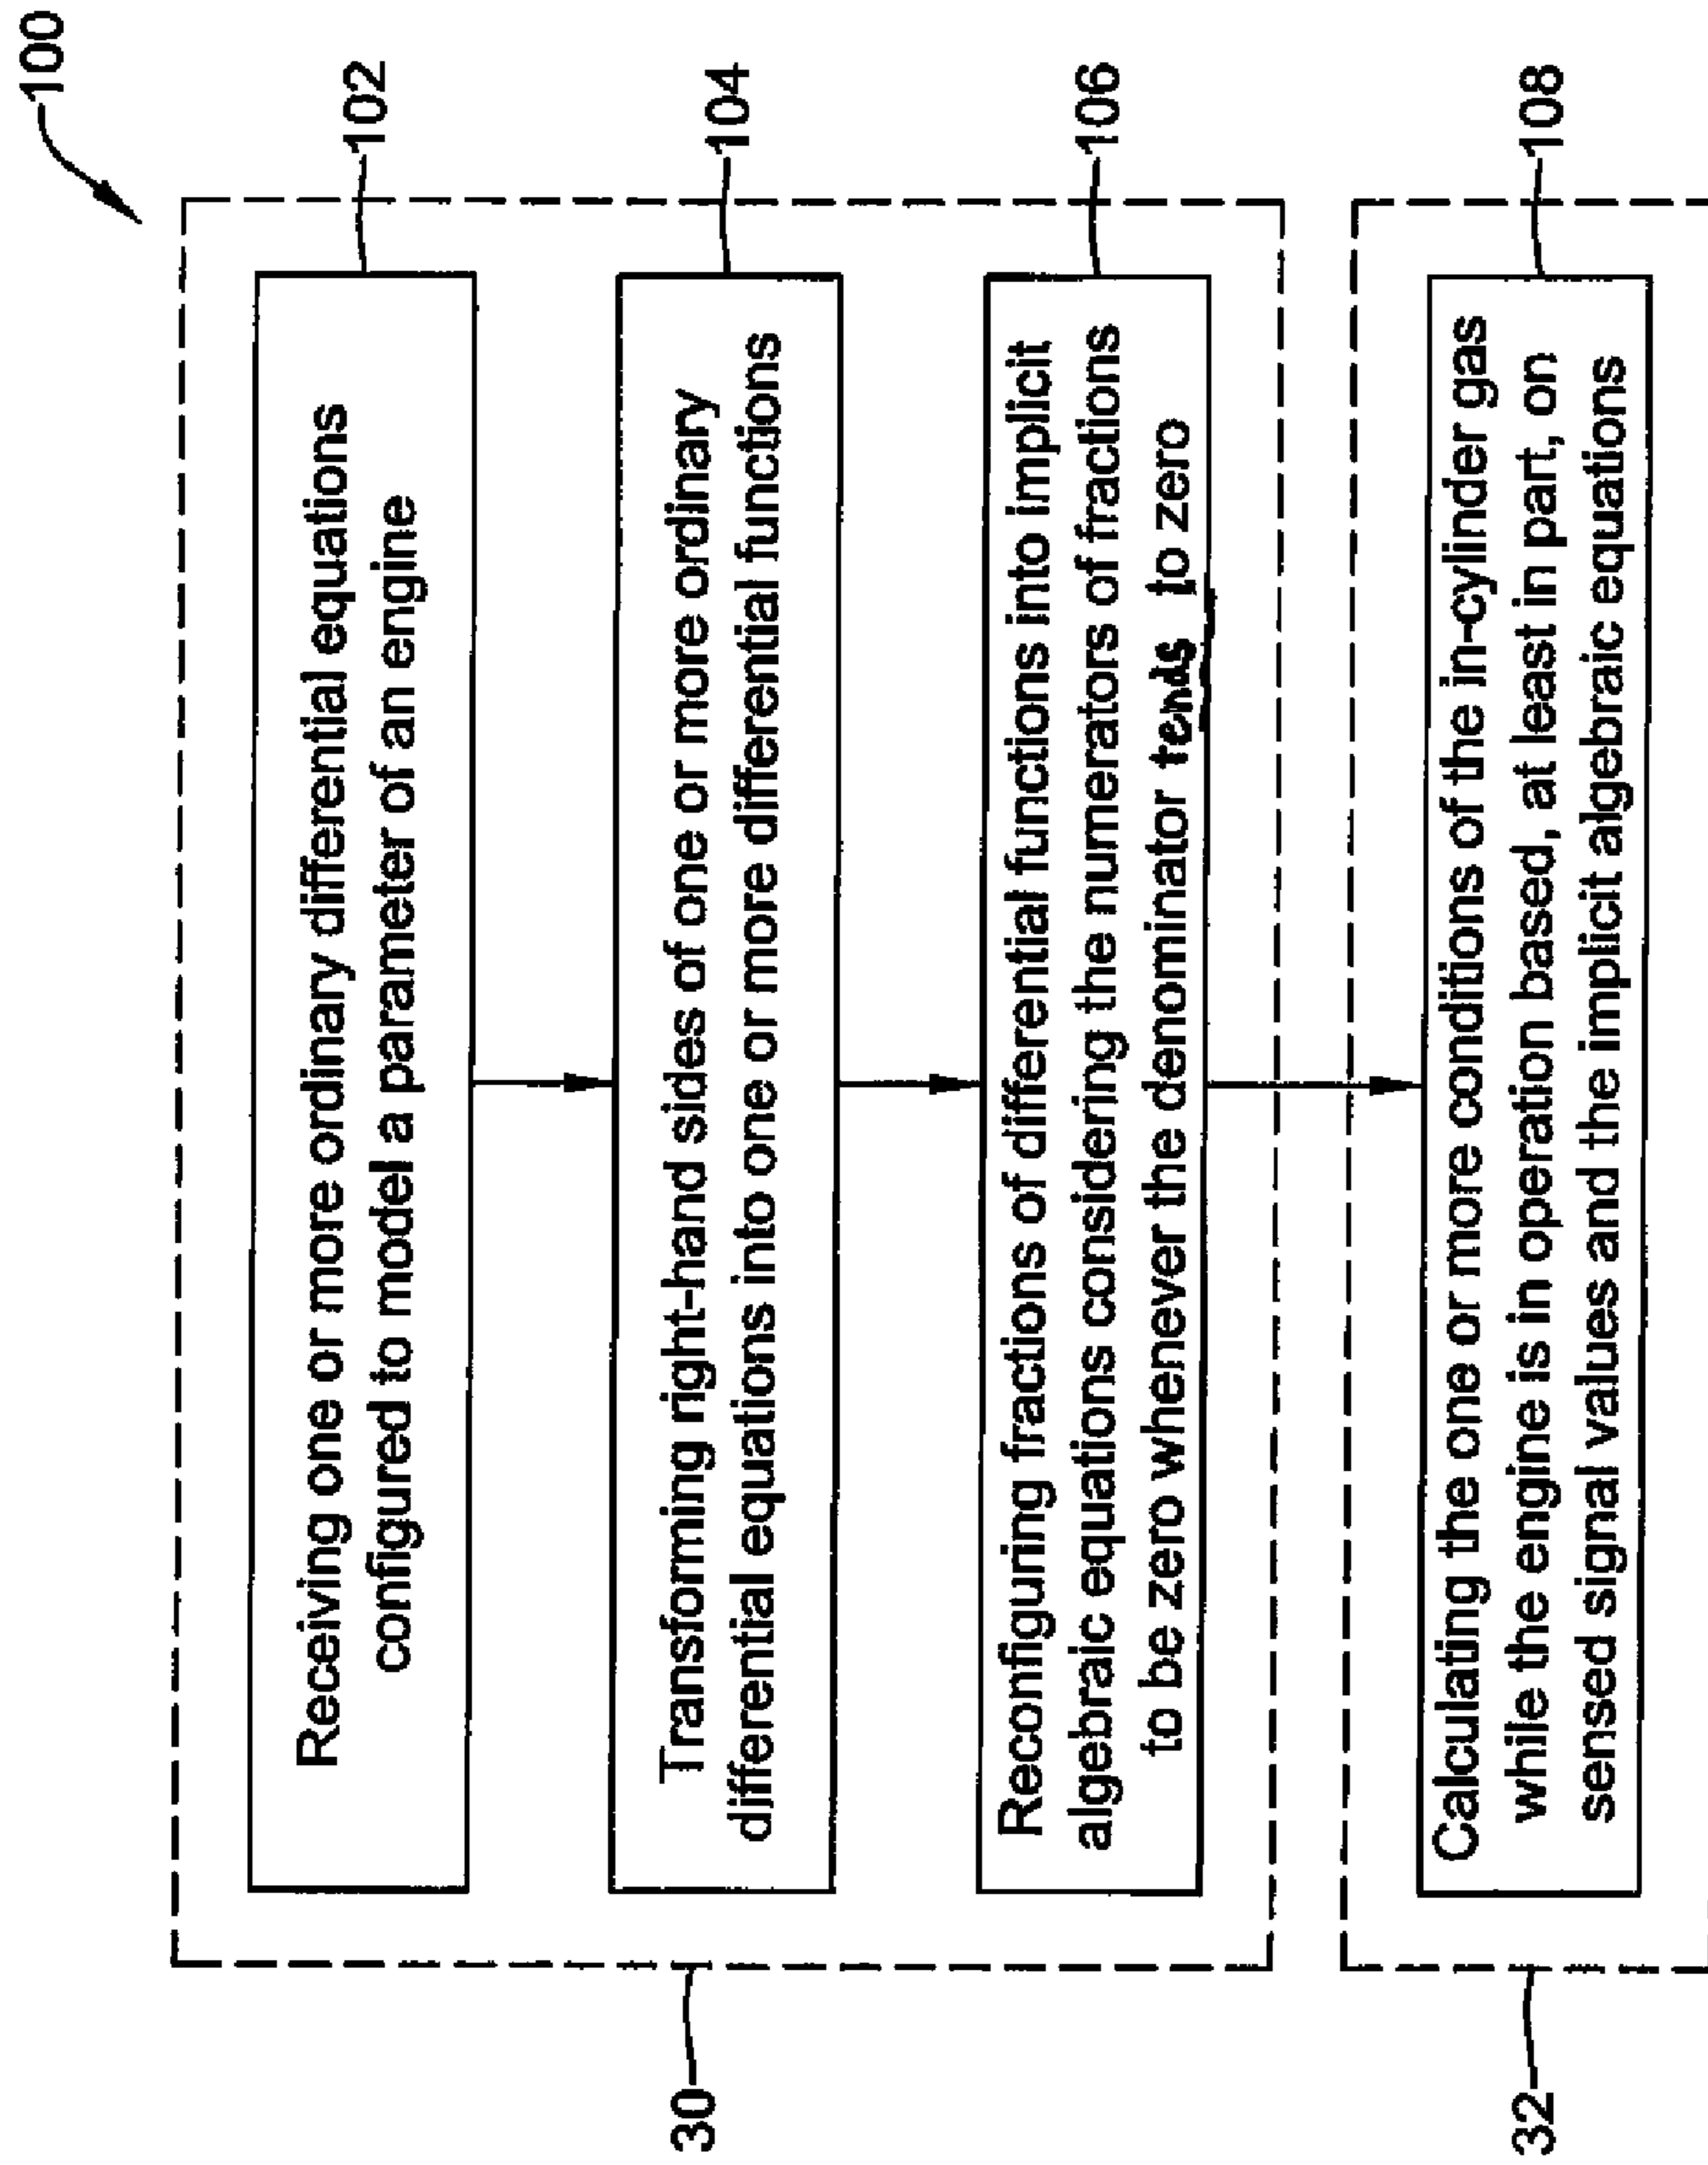 100
Receiving one or more ordinary differential equations
configured to model a parameter of an engine
102
Transforming right-hand sides of one or more ordinary
differential equations into one or more differential functions
104
Reconfiguring fractions of differential functions into implicit
algebraic equations considering the numerators of fractions
to be zero whenever the denominator tends to zero
106
30
Calculating the one or more conditions of the in-cylinder gas
while the engine is in operation based, at least in part, on
sensed signal values and the implicit algebraic equations
108
32